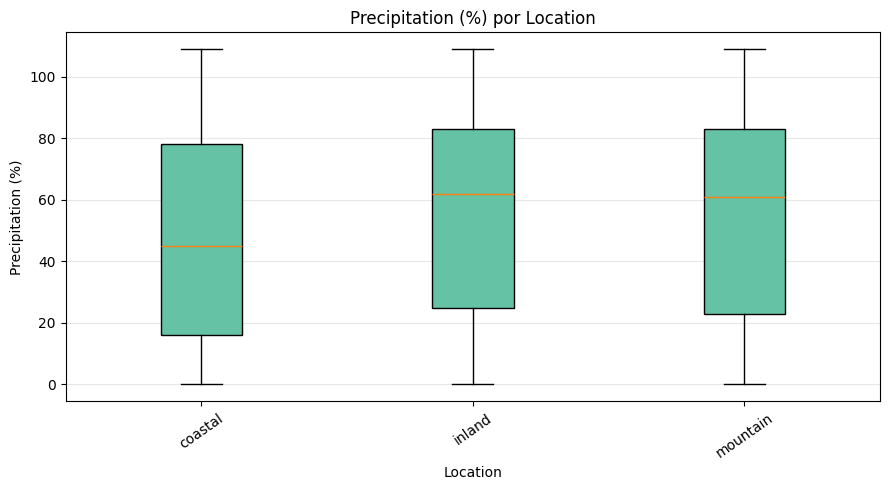 Precipitation (%) por Location
Precipitation (%)
100
80
60
40
20
0
coastal
inland
mountain
Location